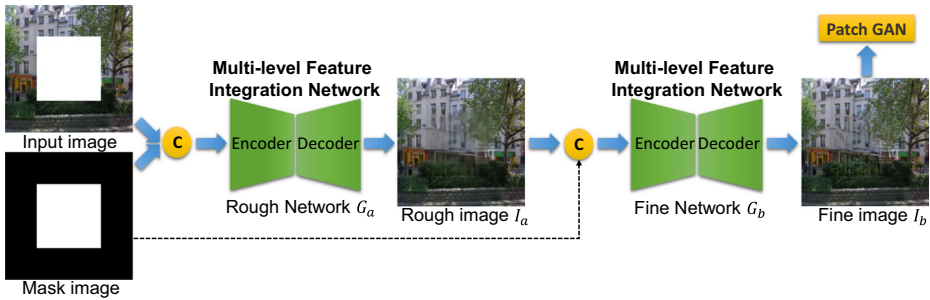 Patch GAN
Multi-level Feature
Integration Network
Multi-level Feature
Integration Network
C
Encoder
Decoder
C
Encoder
Decoder
Input image
Rough Network G_a
Rough image I_a
Fine Network G_b
Fine image I_b
Mask image